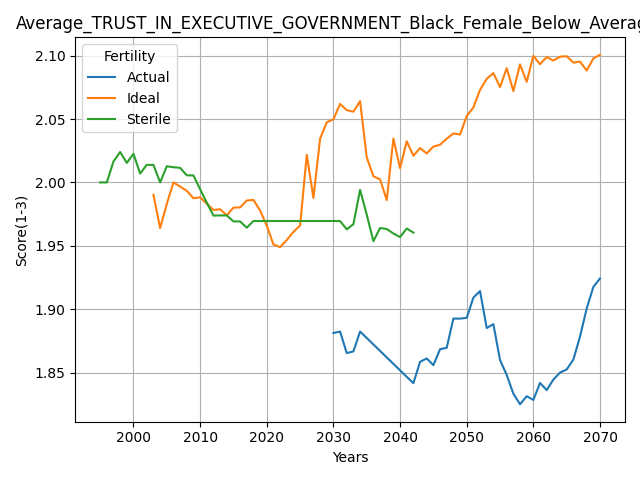 Average_TRUST_IN_EXECUTIVE_GOVERNMENT_Black_Female_Below_Averag
Fertility
Actual
Ideal
Sterile
2.10
2.05
2.00
1.95
1.90
1.85
Score(1-3)
2000 2010 2020 2030 2040 2050 2060 2070
Years